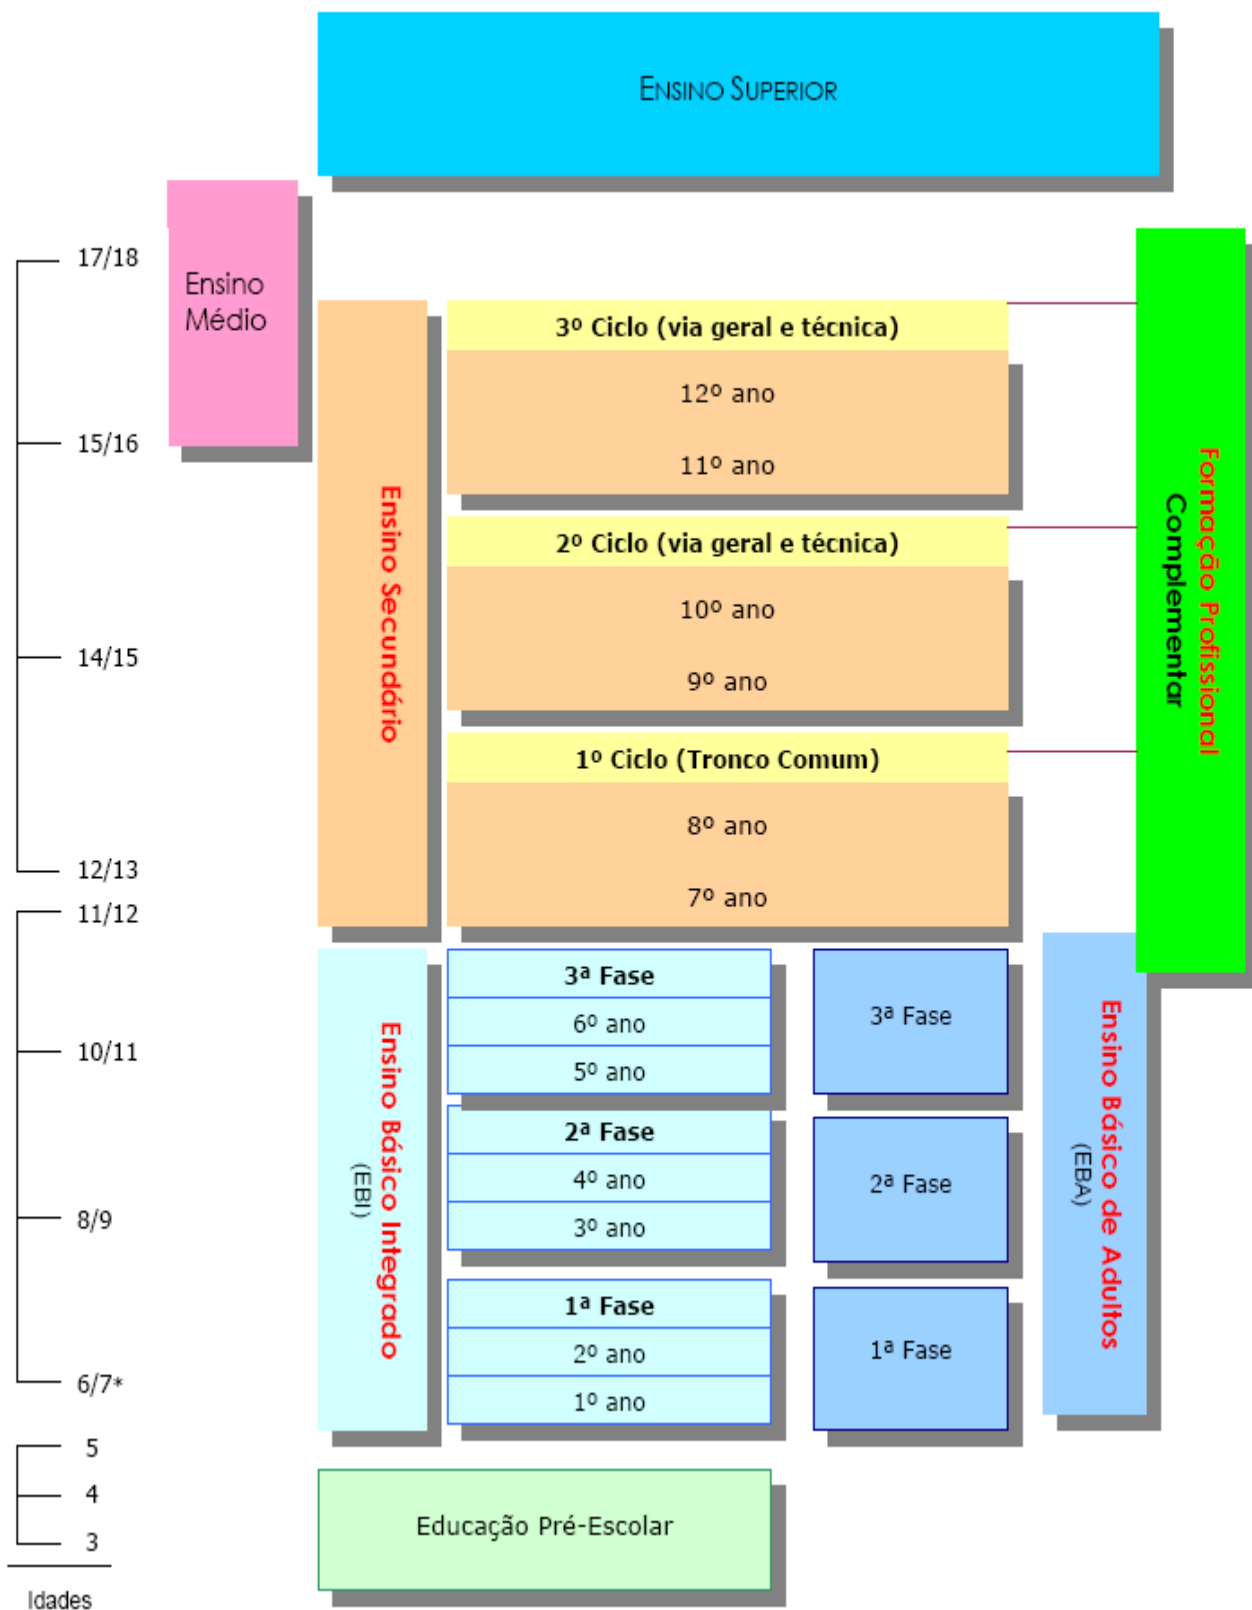 ENSINO SUPERIOR
17/18
Ensino
Médio
3º Ciclo (via geral e técnica)
12º ano
15/16
11º ano
2º Ciclo (via geral e técnica)
10º ano
14/15
9º ano
1º Ciclo (Tronco Comum)
8º ano
12/13
7º ano
11/12
Ensino Secundário
Formação Profissional
Complementar
3ª Fase
6º ano
10/11
5º ano
2ª Fase
4º ano
8/9
3º ano
1ª Fase
2º ano
6/7*
1º ano
Ensino Básico Integrado
(EBI)
3ª Fase
2ª Fase
1ª Fase
Ensino Básico de Adultos
(EBA)
5
4
3
Educação Pré-Escolar
Idades